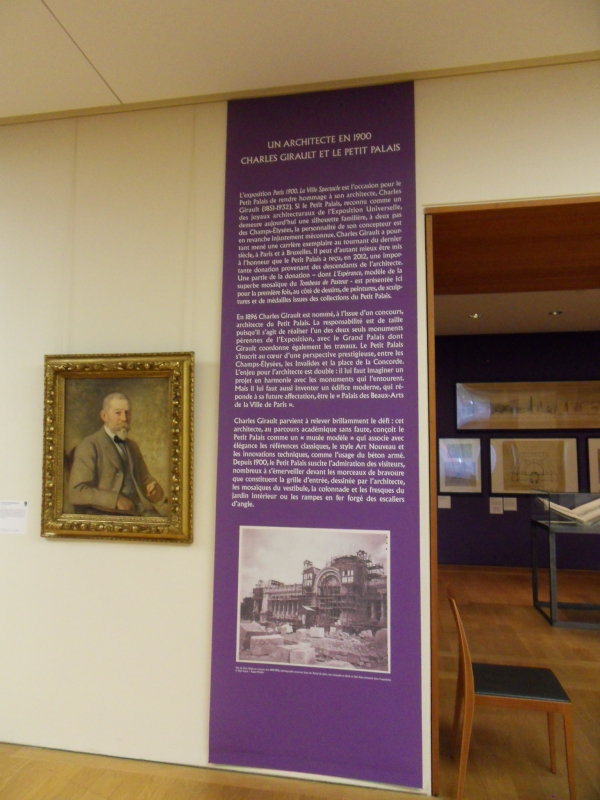 UN ARCHITECTE EN 1900
CHARLES GIRAULT ET LE PETIT PALAIS
L'exposition Paris 1900, La Ville Spectacle est l'occasion pour le
Petit Palais de rendre hommage à son architecte, Charles
Girault (1851-1932). Si le Petit Palais, reconnu comme un
des joyaux architecturaux de l'Exposition Universelle,
demeure aujourd'hui une silhouette familière, à deux pas
des Champs-Élysées, la personnalité de son concepteur est
en revanche injustement méconnue. Charles Girault a pour-
tant mené une carrière exemplaire au tournant du dernier
siècle, à Paris et à Bruxelles. Il peut d'autant mieux être mis
à l'honneur que le Petit Palais a reçu, en 2012, une impor-
tante donation provenant des descendants de l'architecte.
Une partie de la donation – dont L'Espérance, modèle de la
superbe mosaïque du Tombeau de Pasteur - est présentée ici
pour la première fois, au côté de dessins, de peintures, de sculp-
tures et de médailles issues des collections du Petit Palais.
En 1896 Charles Girault est nommé, à l'issue d'un concours,
architecte du Petit Palais. La responsabilité est de taille
puisqu'il s'agit de réaliser l'un des deux seuls monuments
pérennes de l'Exposition, avec le Grand Palais dont
Girault coordonne également les travaux. Le Petit Palais
s'inscrit au cœur d'une perspective prestigieuse, entre les
Champs-Élysées, les Invalides et la place de la Concorde.
L'enjeu pour l'architecte est double : il lui faut imaginer un
projet en harmonie avec les monuments qui l'entourent.
Mais il lui faut aussi inventer un édifice moderne, qui ré-
ponde à sa future affectation, être le « Palais des Beaux-Arts
de la Ville de Paris ».
Charles Girault parvient à relever brillamment le défi : cet
architecte, au parcours académique sans faute, conçoit le
Petit Palais comme un « musée modèle » qui associe avec
élégance les références classiques, le style Art Nouveau et
les innovations techniques, comme l'usage du béton armé.
Depuis 1900, le Petit Palais suscite l'admiration des visiteurs,
nombreux à s'émerveiller devant les morceaux de bravoure
que constituent la grille d'entrée, dessinée par l'architecte,
les mosaïques du vestibule, la colonnade et les fresques du
jardin intérieur ou les rampes en fer forgé des escaliers
d'angle.